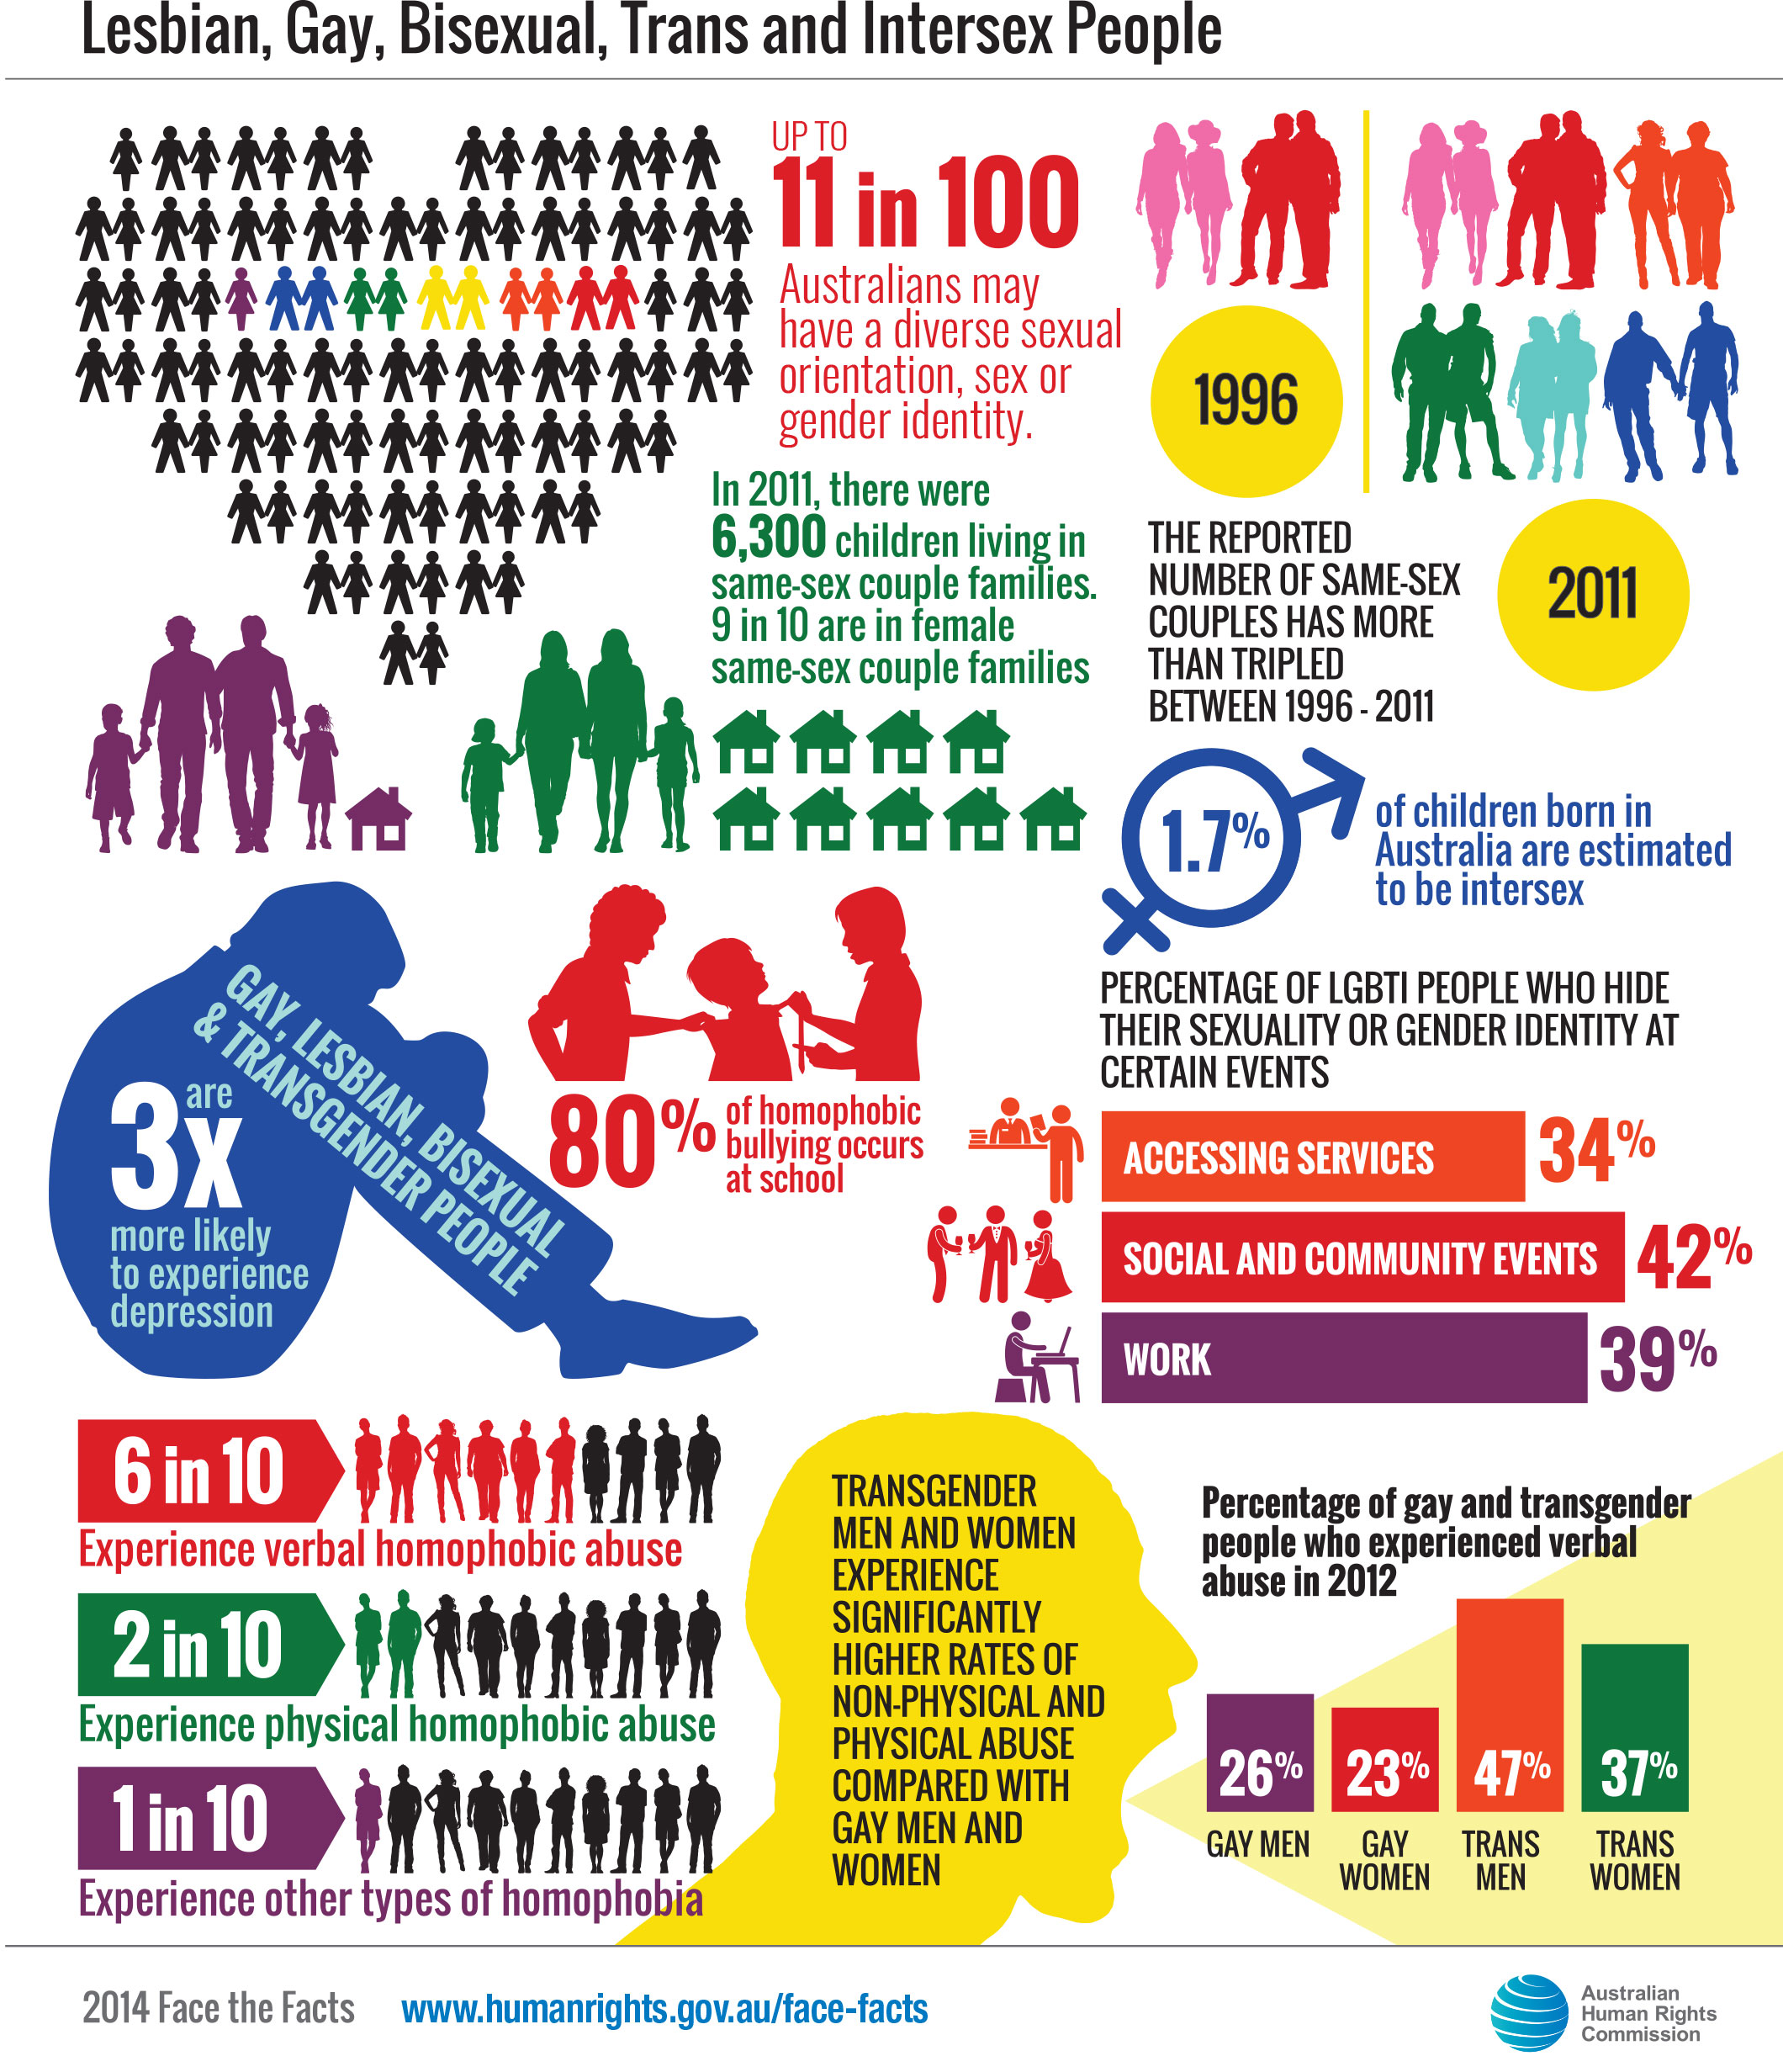 Lesbian, Gay, Bisexual, Trans and Intersex People
UP TO
11 in 100
Australians may
have a diverse sexual
orientation, sex or
gender identity.
In 2011, there were
6,300 children living in
same-sex couple families.
9 in 10 are in female
same-sex couple families
1996
2011
THE REPORTED
NUMBER OF SAME-SEX
COUPLES HAS MORE
THAN TRIPLED
BETWEEN 1996 - 2011
1.7%
of children born in
Australia are estimated
to be intersex
GAY, LESBIAN, BISEXUAL
& TRANSGENDER PEOPLE
are
3x
more likely
to experience
depression
80%
of homophobic
bullying occurs
at school
PERCENTAGE OF LGBTI PEOPLE WHO HIDE
THEIR SEXUALITY OR GENDER IDENTITY AT
CERTAIN EVENTS
ACCESSING SERVICES 34%
SOCIAL AND COMMUNITY EVENTS 42%
WORK 39%
6 in 10
Experience verbal homophobic abuse
2 in 10
Experience physical homophobic abuse
1 in 10
Experience other types of homophobia
TRANSGENDER
MEN AND WOMEN
EXPERIENCE
SIGNIFICANTLY
HIGHER RATES OF
NON-PHYSICAL AND
PHYSICAL ABUSE
COMPARED WITH
GAY MEN AND
WOMEN
Percentage of gay and transgender
people who experienced verbal
abuse in 2012
26% 23% 47% 37%
GAY MEN GAY TRANS TRANS
WOMEN MEN WOMEN
2014 Face the Facts www.humanrights.gov.au/face-facts
Australian
Human Rights
Commission